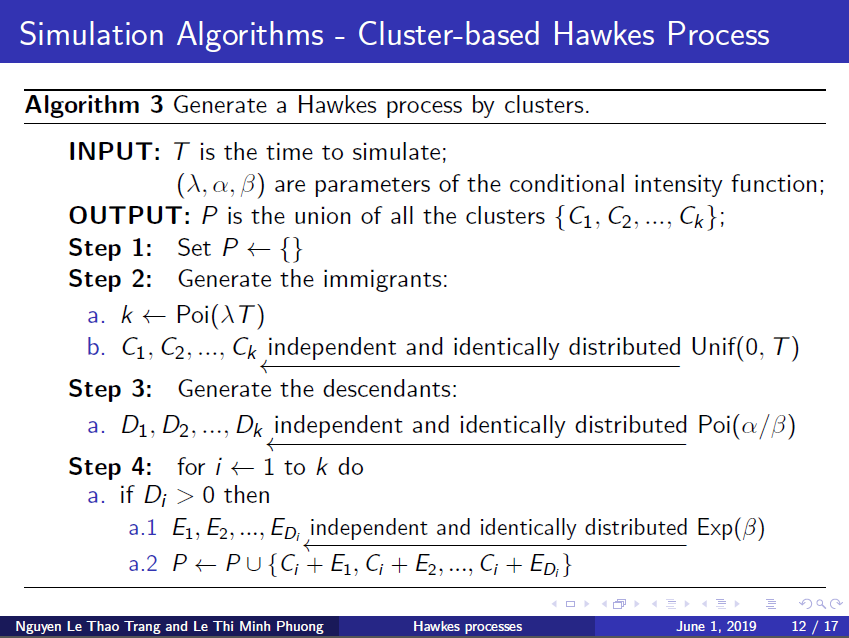 Simulation Algorithms - Cluster-based Hawkes Process
Algorithm 3 Generate a Hawkes process by clusters.
INPUT: T is the time to simulate;
(λ, α, β) are parameters of the conditional intensity function;
OUTPUT: P is the union of all the clusters {C₁, C₂, ..., Cₖ};
Step 1: Set P ← {}
Step 2: Generate the immigrants:
a. k ← Poi(λT)
b. C₁, C₂, ..., Cₖ ← independent and identically distributed Unif(0, T)
Step 3: Generate the descendants:
a. D₁, D₂, ..., Dₖ ← independent and identically distributed Poi(α/β)
Step 4: for i ← 1 to k do
a. if Dᵢ > 0 then
a.1 E₁, E₂, ..., E_{Dᵢ} ← independent and identically distributed Exp(β)
a.2 P ← P ∪ {Cᵢ + E₁, Cᵢ + E₂, ..., Cᵢ + E_{Dᵢ}}
Nguyen Le Thao Trang and Le Thi Minh Phuong Hawkes processes June 1, 2019 12 / 17